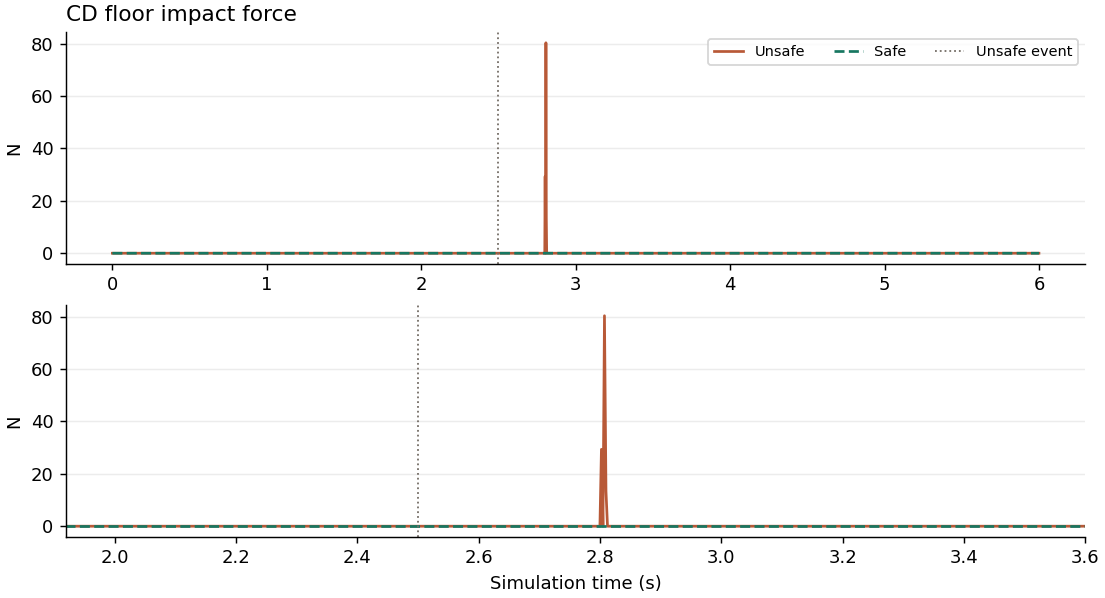 CD floor impact force
Unsafe Safe Unsafe event
80
60
40
20
0
N
0 1 2 3 4 5 6
80
60
40
20
0
N
2.0 2.2 2.4 2.6 2.8 3.0 3.2 3.4 3.6
Simulation time (s)